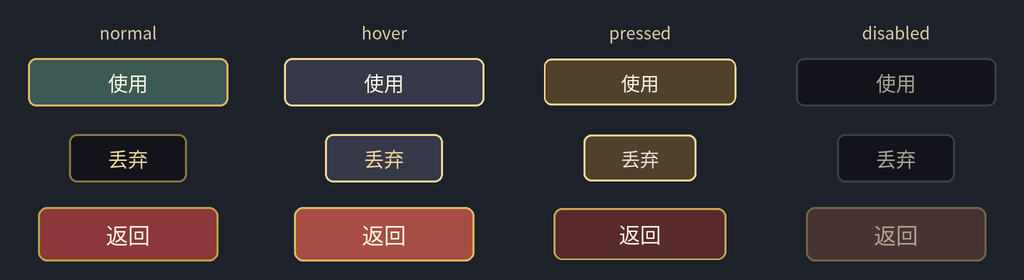 normal hover pressed disabled
使用 使用 使用 使用
丢弃 丢弃 丢弃 丢弃
返回 返回 返回 返回